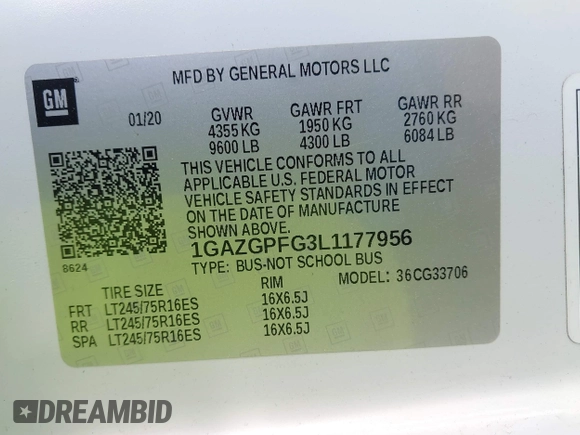 MFD BY GENERAL MOTORS LLC
GM
01/20 GVWR GAWR FRT GAWR RR
4355 KG 1950 KG 2760 KG
9600 LB 4300 LB 6084 LB
THIS VEHICLE CONFORMS TO ALL
APPLICABLE U.S. FEDERAL MOTOR
VEHICLE SAFETY STANDARDS IN EFFECT
ON THE DATE OF MANUFACTURE
SHOWN ABOVE.
8624
1GAZGPFG3L1177956
TYPE: BUS-NOT SCHOOL BUS
TIRE SIZE RIM MODEL: 36CG33706
FRT LT245/75R16ES 16X6.5J
RR LT245/75R16ES 16X6.5J
SPA LT245/75R16ES 16X6.5J
DREAMBID